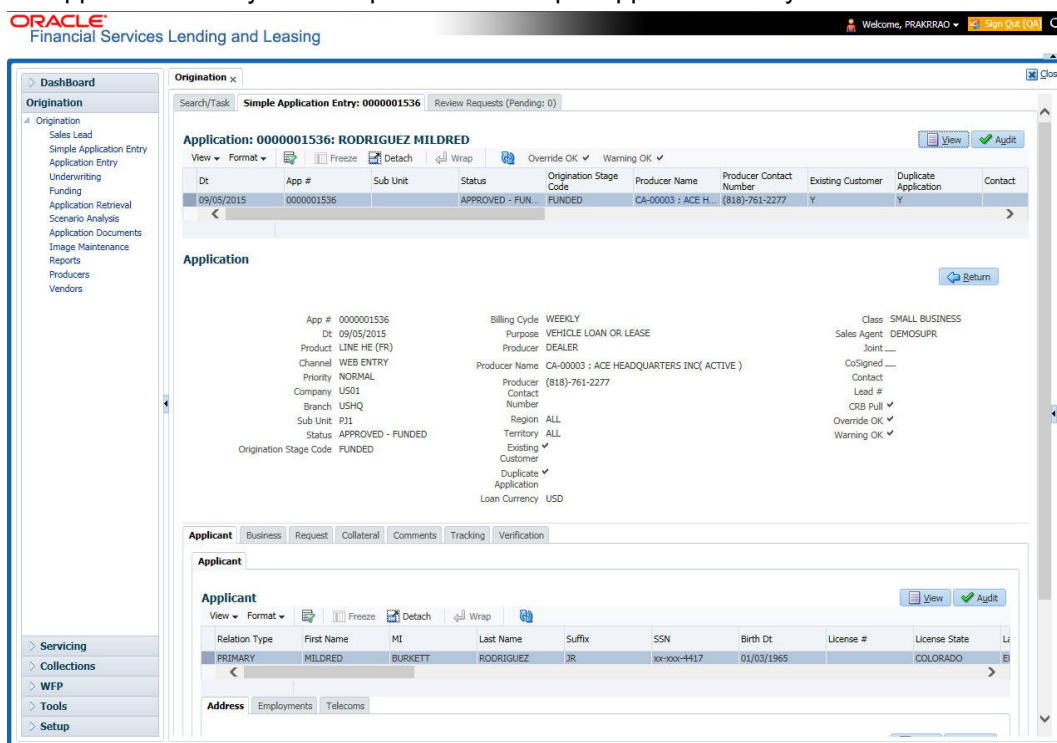 ORACLE
Financial Services Lending and Leasing
Welcome, PRAKRRAO
Sign Out [QA]
Clos
DashBoard
Origination
Origination
Sales Lead
Simple Application Entry
Application Entry
Underwriting
Funding
Application Retrieval
Scenario Analysis
Application Documents
Image Maintenance
Reports
Producers
Vendors
Servicing
Collections
WFP
Tools
Setup
Origination x
Search/Task Simple Application Entry: 0000001536 Review Requests (Pending: 0)
Application: 0000001536: RODRIGUEZ MILDRED
View Audit
View Format Freeze Detach Wrap Override OK Warning OK
Dt App # Sub Unit Status Origination Stage Code Producer Name Producer Contact Number Existing Customer Duplicate Application Contact
09/05/2015 0000001536 APPROVED - FUN... FUNDED CA-00003 : ACE H... (818)-761-2277 Y Y
Application
Return
App # 0000001536
Dt 09/05/2015
Product LINE HE (FR)
Channel WEB ENTRY
Priority NORMAL
Company US01
Branch USHQ
Sub Unit PJ1
Status APPROVED - FUNDED
Origination Stage Code FUNDED
Billing Cycle WEEKLY
Purpose VEHICLE LOAN OR LEASE
Producer DEALER
Producer Name CA-00003 : ACE HEADQUARTERS INC( ACTIVE )
Producer Contact Number (818)-761-2277
Region ALL
Territory ALL
Existing Customer
Duplicate Application
Loan Currency USD
Class SMALL BUSINESS
Sales Agent DEMOSUPR
Joint
CoSigned
Contact
Lead #
CRB Pull
Override OK
Warning OK
Applicant Business Request Collateral Comments Tracking Verification
Applicant
Applicant
View Audit
View Format Freeze Detach Wrap
Relation Type First Name MI Last Name Suffix SSN Birth Dt License # License State
PRIMARY MILDRED BURKETT RODRIGUEZ JR xx-xxx-4417 01/03/1965 COLORADO
Address Employments Telecoms